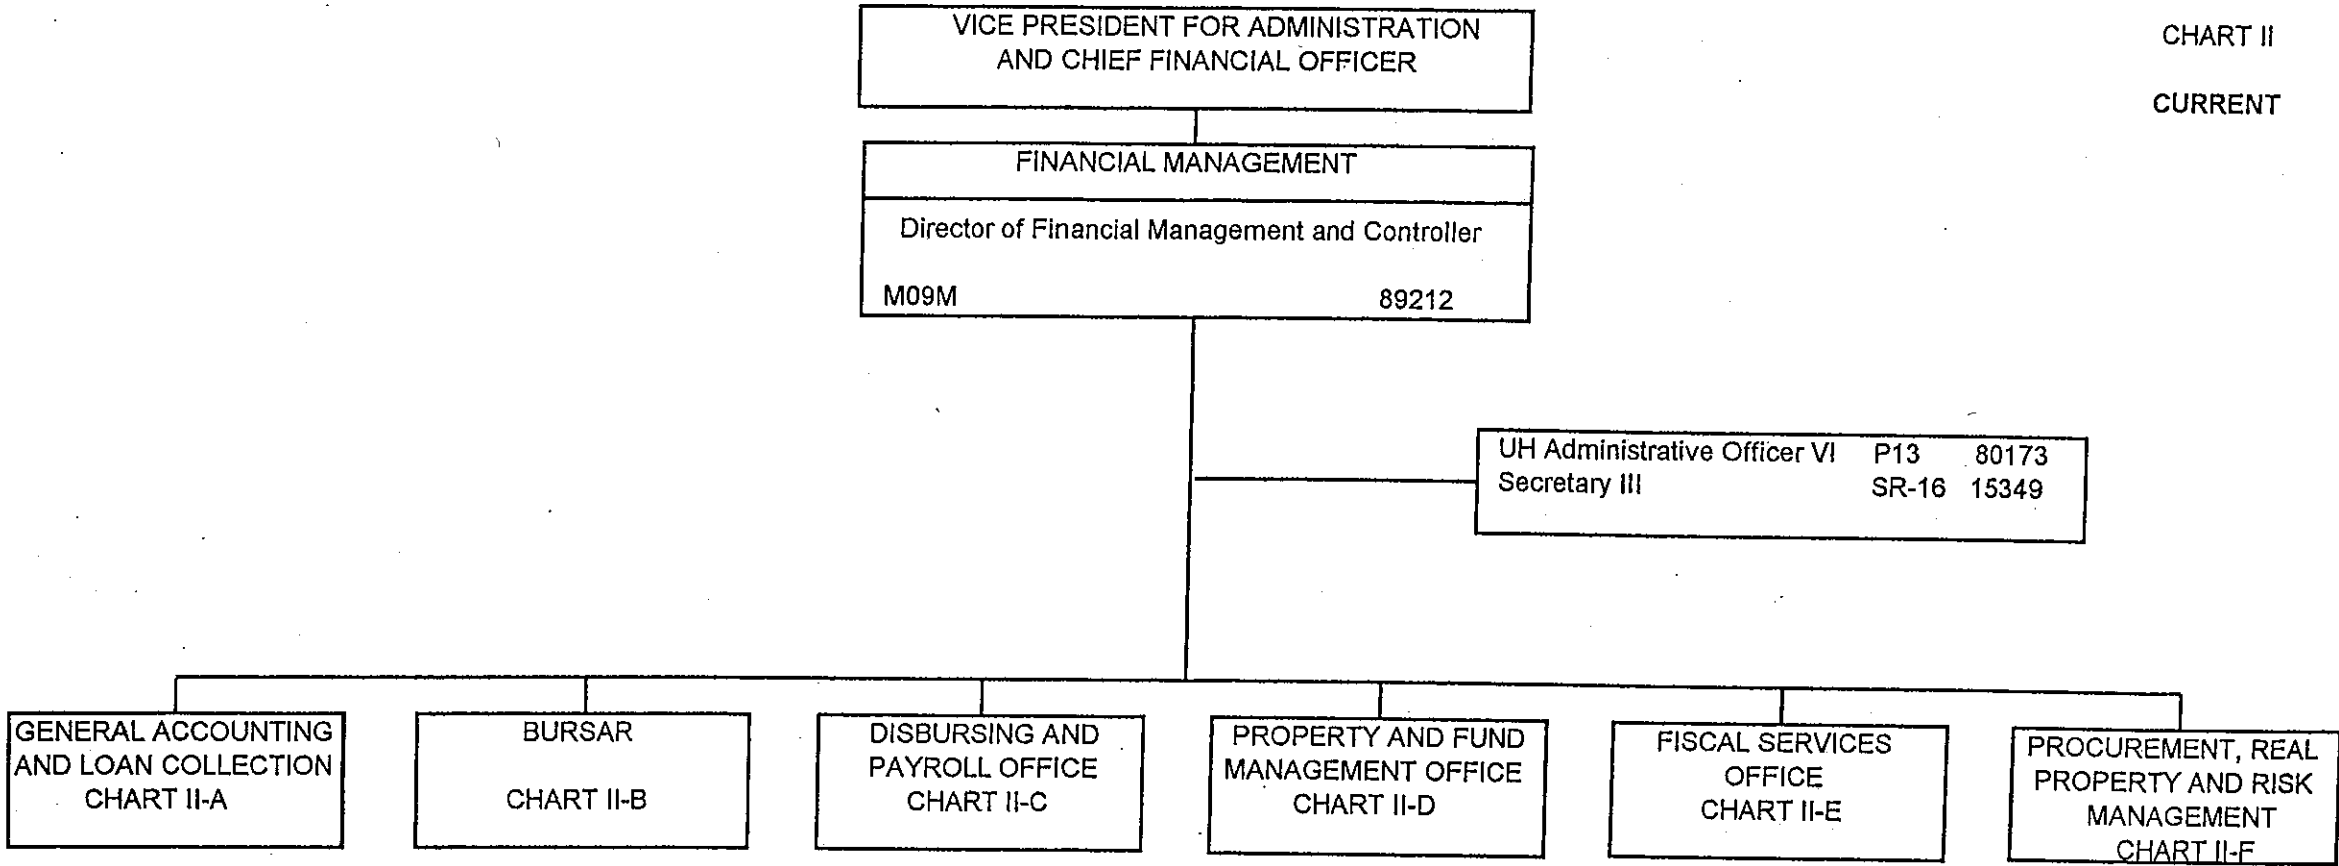 VICE PRESIDENT FOR ADMINISTRATION
AND CHIEF FINANCIAL OFFICER
CHART II
CURRENT
FINANCIAL MANAGEMENT
Director of Financial Management and Controller
M09M 89212
UH Administrative Officer VI P13 80173
Secretary III SR-16 15349
GENERAL ACCOUNTING
AND LOAN COLLECTION
CHART II-A
BURSAR
CHART II-B
DISBURSING AND
PAYROLL OFFICE
CHART II-C
PROPERTY AND FUND
MANAGEMENT OFFICE
CHART II-D
FISCAL SERVICES
OFFICE
CHART II-E
PROCUREMENT, REAL
PROPERTY AND RISK
MANAGEMENT
CHART II-F